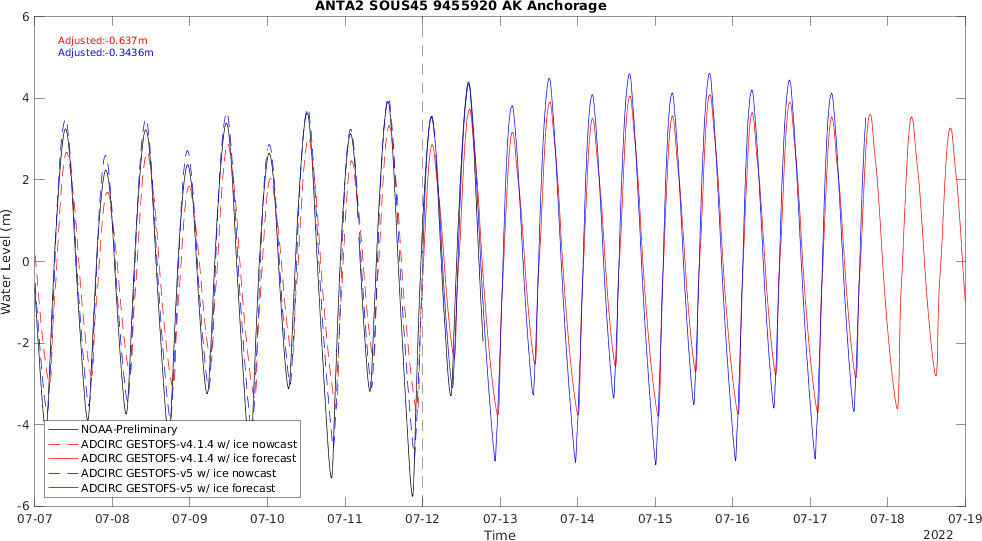 ANTA2 SOUS45 9455920 AK Anchorage
Adjusted:-0.637m
Adjusted:-0.3436m
6
4
2
0
-2
-4
-6
Water Level (m)
NOAA-Preliminary
ADCIRC GESTOFS-v4.1.4 w/ ice nowcast
ADCIRC GESTOFS-v4.1.4 w/ ice forecast
ADCIRC GESTOFS-v5 w/ ice nowcast
ADCIRC GESTOFS-v5 w/ ice forecast
07-07 07-08 07-09 07-10 07-11 07-12 07-13 07-14 07-15 07-16 07-17 07-18 07-19
Time
2022